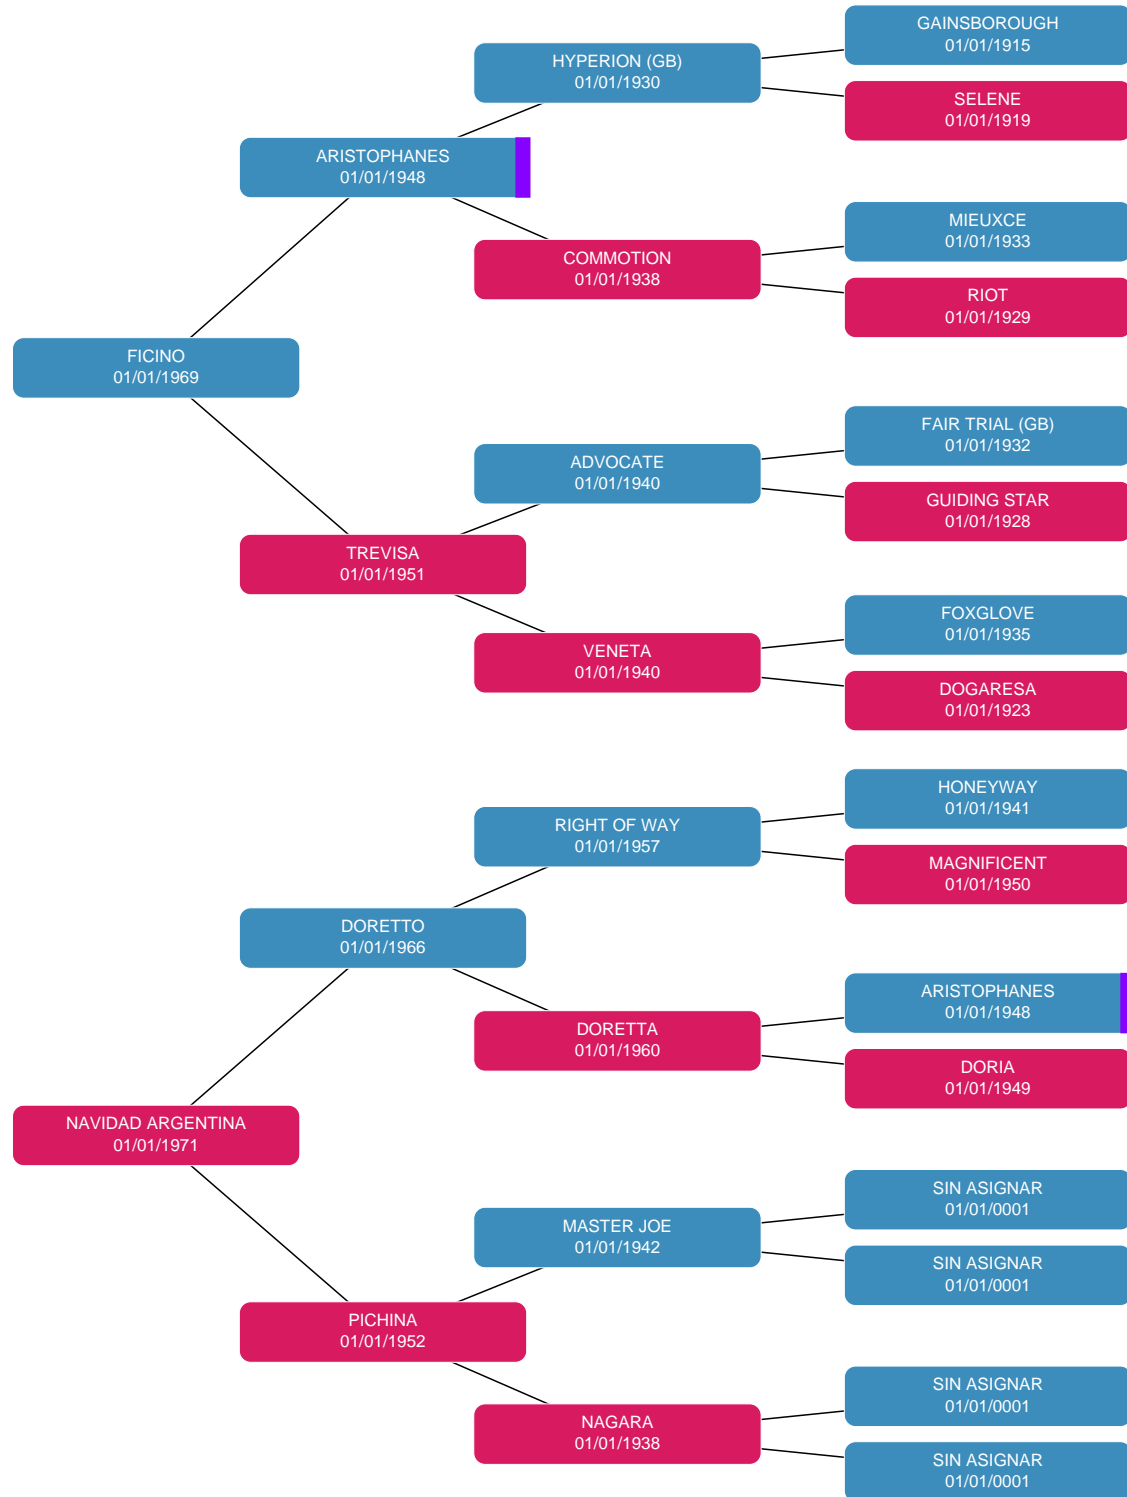 GAINSBOROUGH
01/01/1915
HYPERION (GB)
01/01/1930
SELENE
01/01/1919
ARISTOPHANES
01/01/1948
MIEUXCE
01/01/1933
COMMOTION
01/01/1938
RIOT
01/01/1929
FICINO
01/01/1969
FAIR TRIAL (GB)
01/01/1932
ADVOCATE
01/01/1940
GUIDING STAR
01/01/1928
TREVISA
01/01/1951
FOXGLOVE
01/01/1935
VENETA
01/01/1940
DOGARESA
01/01/1923
HONEYWAY
01/01/1941
RIGHT OF WAY
01/01/1957
MAGNIFICENT
01/01/1950
DORETTO
01/01/1966
ARISTOPHANES
01/01/1948
DORETTA
01/01/1960
DORIA
01/01/1949
NAVIDAD ARGENTINA
01/01/1971
SIN ASIGNAR
01/01/0001
MASTER JOE
01/01/1942
SIN ASIGNAR
01/01/0001
PICHINA
01/01/1952
SIN ASIGNAR
01/01/0001
NAGARA
01/01/1938
SIN ASIGNAR
01/01/0001